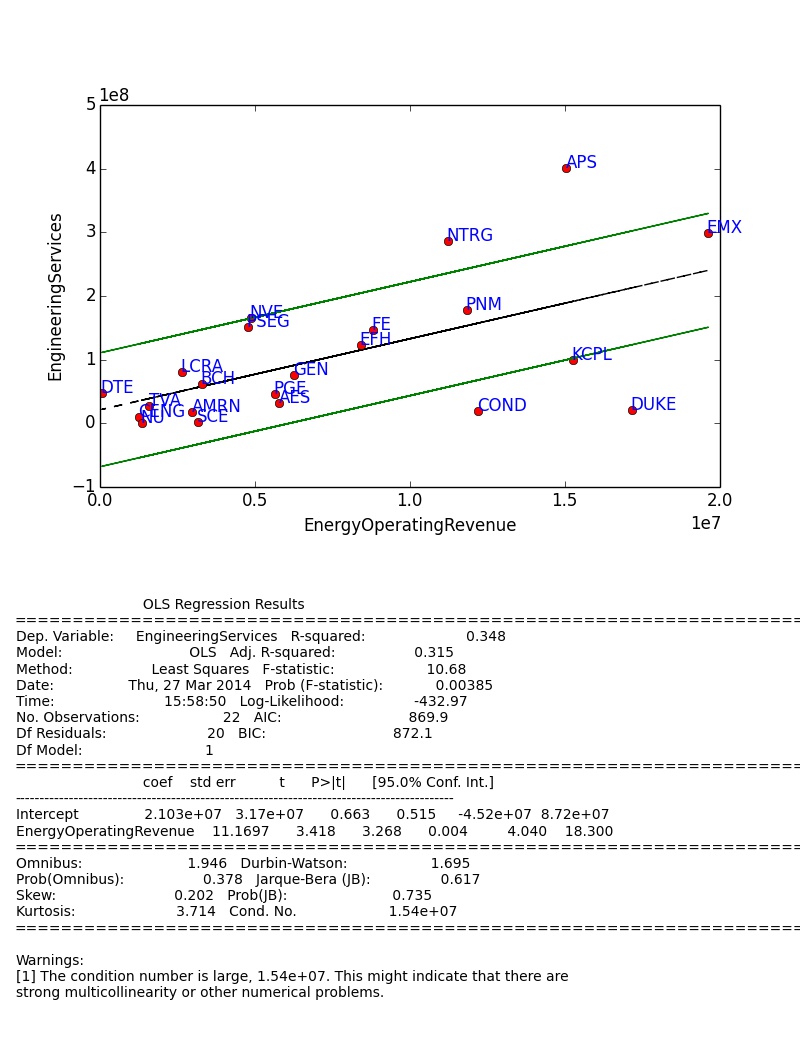 1e8
5
4
3
2
1
0
−1
EngineeringServices
APS
EMX
NTRG
PNM
NVE
PSEG
FE
EFH
KCPL
LCRA
BCH
GEN
DTE
PGE
AES
TVA
CENG
NU
AMRN
SCE
COND
DUKE
0.0 0.5 1.0 1.5 2.0
EnergyOperatingRevenue 1e7
OLS Regression Results
==============================================================================
Dep. Variable: EngineeringServices R-squared: 0.348
Model: OLS Adj. R-squared: 0.315
Method: Least Squares F-statistic: 10.68
Date: Thu, 27 Mar 2014 Prob (F-statistic): 0.00385
Time: 15:58:50 Log-Likelihood: -432.97
No. Observations: 22 AIC: 869.9
Df Residuals: 20 BIC: 872.1
Df Model: 1
==============================================================================
coef std err t P>|t| [95.0% Conf. Int.]
------------------------------------------------------------------------------------------
Intercept 2.103e+07 3.17e+07 0.663 0.515 -4.52e+07 8.72e+07
EnergyOperatingRevenue 11.1697 3.418 3.268 0.004 4.040 18.300
==============================================================================
Omnibus: 1.946 Durbin-Watson: 1.695
Prob(Omnibus): 0.378 Jarque-Bera (JB): 0.617
Skew: 0.202 Prob(JB): 0.735
Kurtosis: 3.714 Cond. No. 1.54e+07
==============================================================================
Warnings:
[1] The condition number is large, 1.54e+07. This might indicate that there are
strong multicollinearity or other numerical problems.